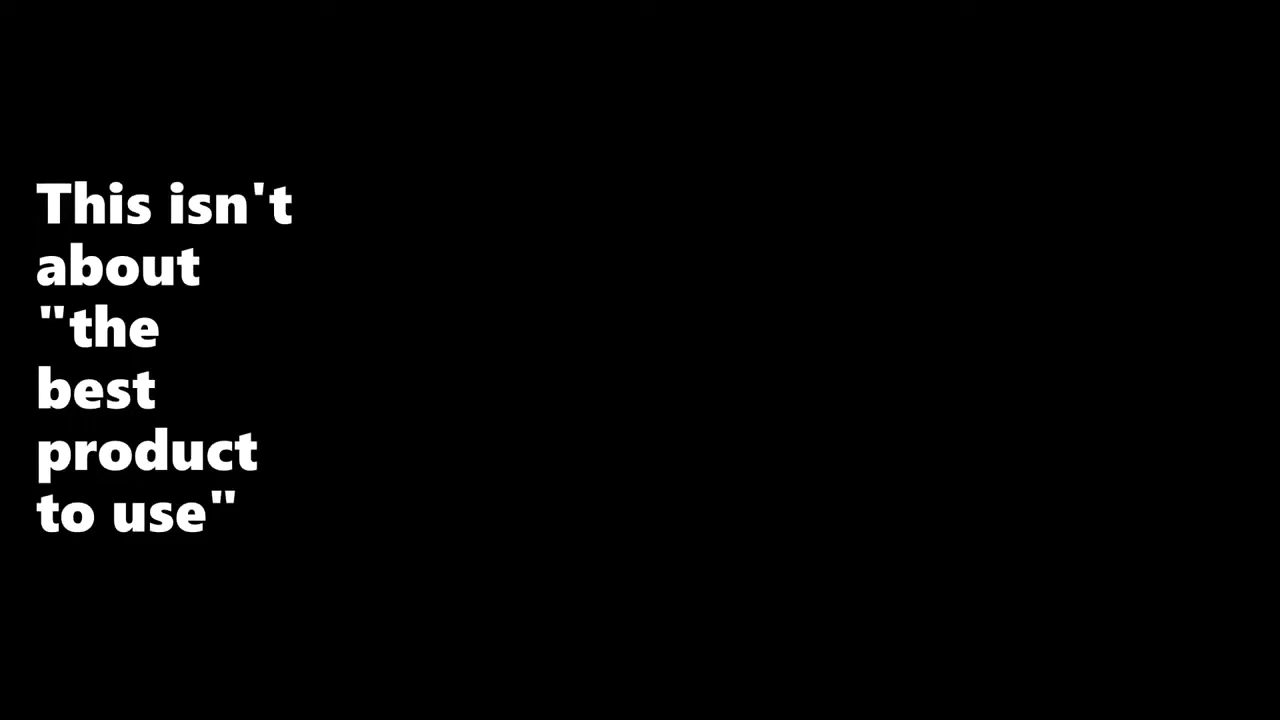 This isn't
about
"the
best
product
to use"